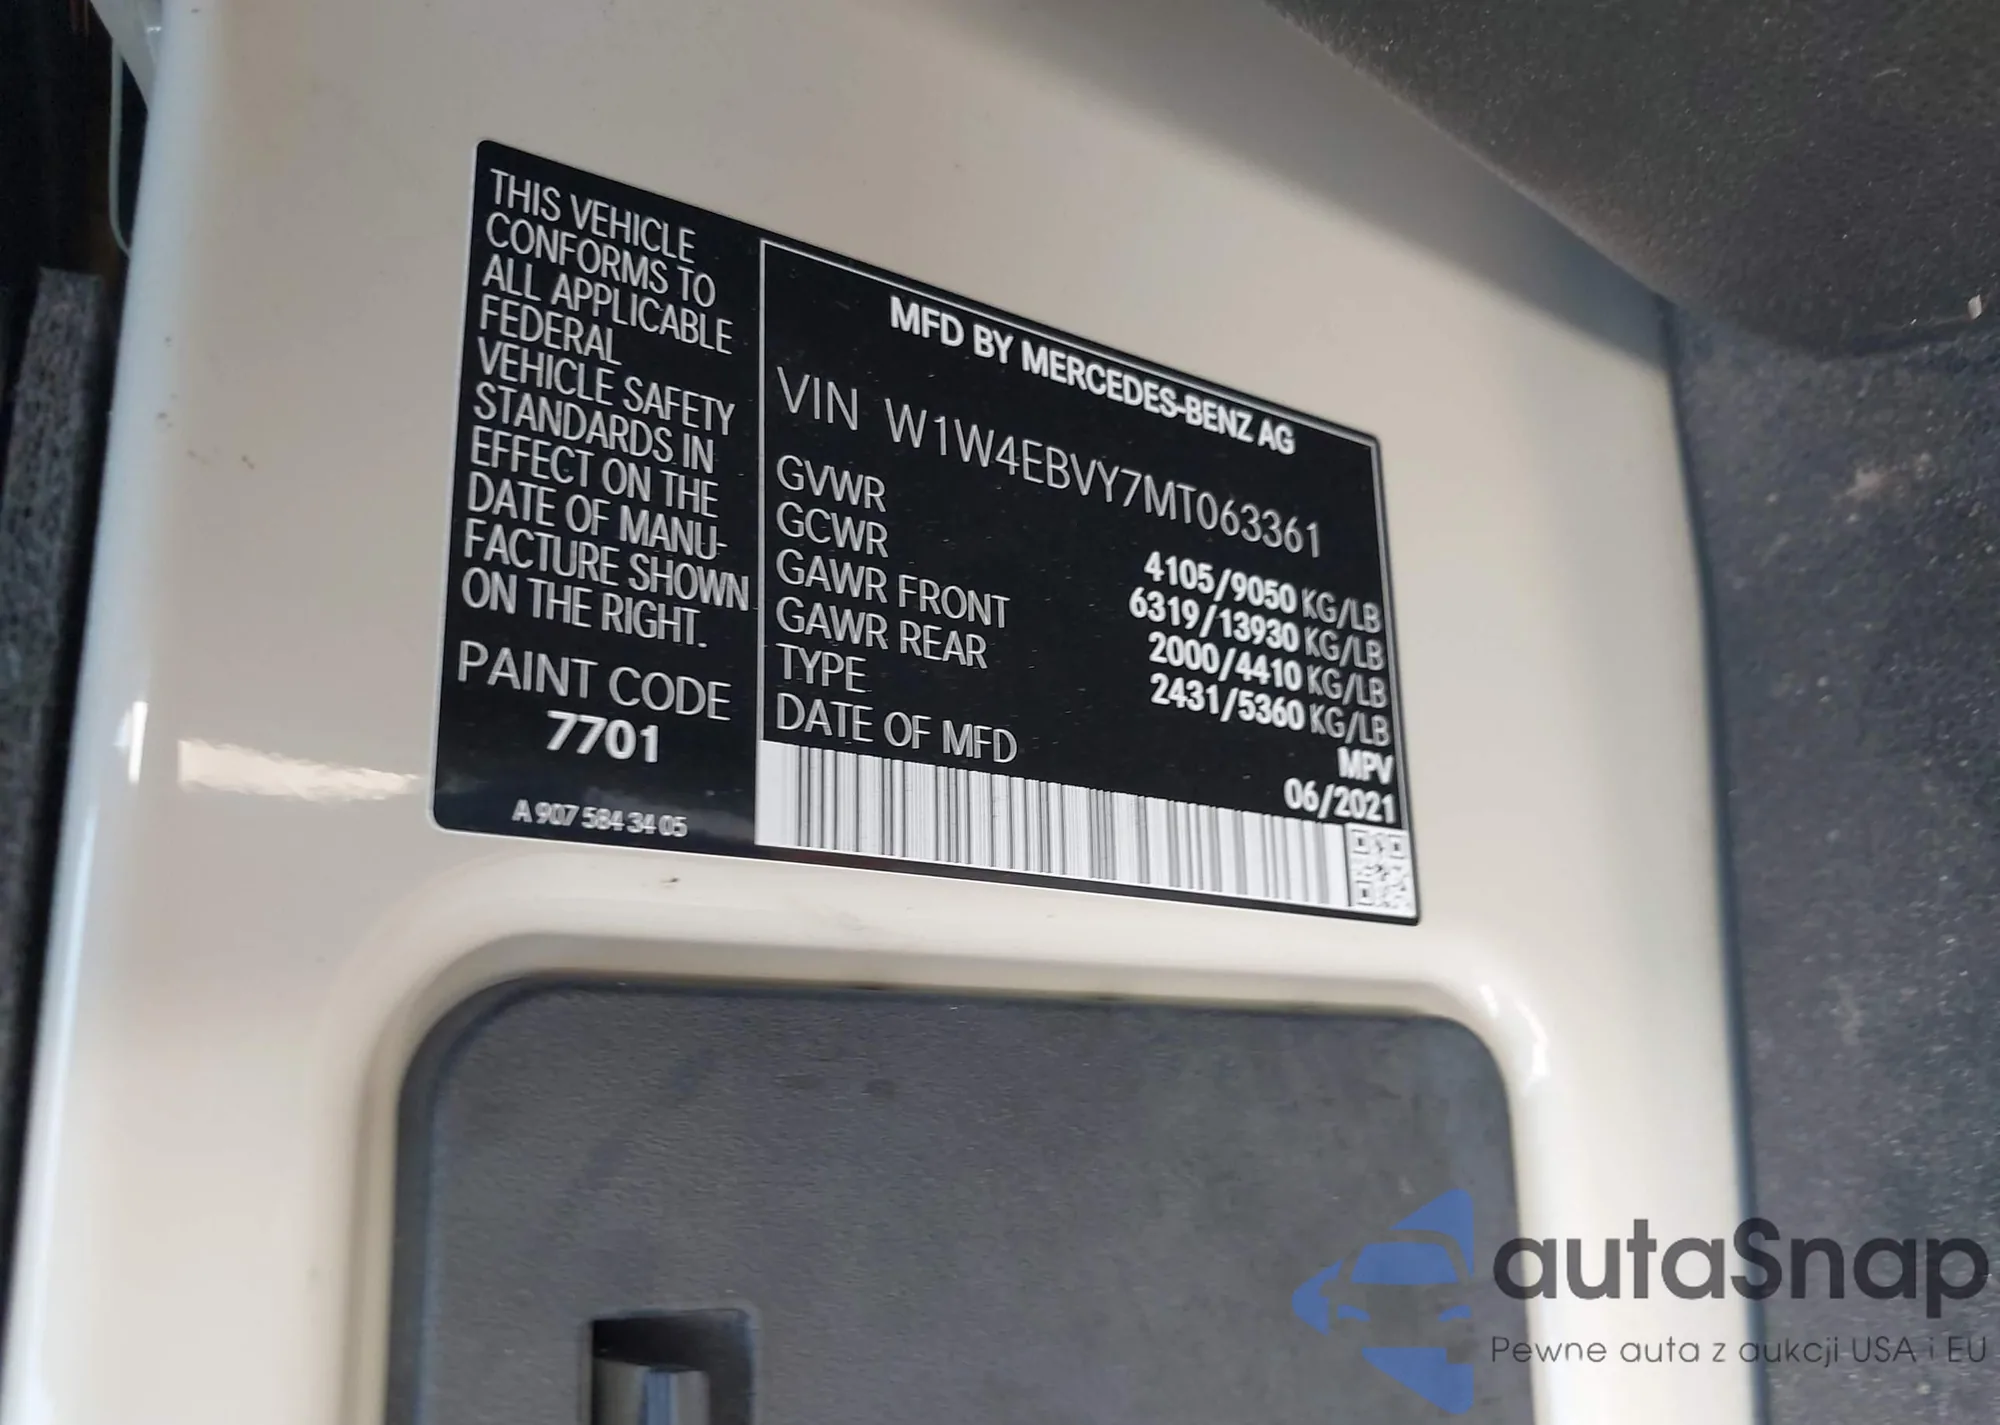 THIS VEHICLE
CONFORMS TO
ALL APPLICABLE
FEDERAL
VEHICLE SAFETY
STANDARDS IN
EFFECT ON THE
DATE OF MANU-
FACTURE SHOWN
ON THE RIGHT.
PAINT CODE
7701
A 907 584 34 05
MFD BY MERCEDES-BENZ AG
VIN W1W4EBVY7MT063361
GVWR 4105/9050 KG/LB
GCWR 6319/13930 KG/LB
GAWR FRONT 2000/4410 KG/LB
GAWR REAR 2431/5360 KG/LB
TYPE MPV
DATE OF MFD 06/2021
autaSnap
Pewne auta z aukcji USA i EU